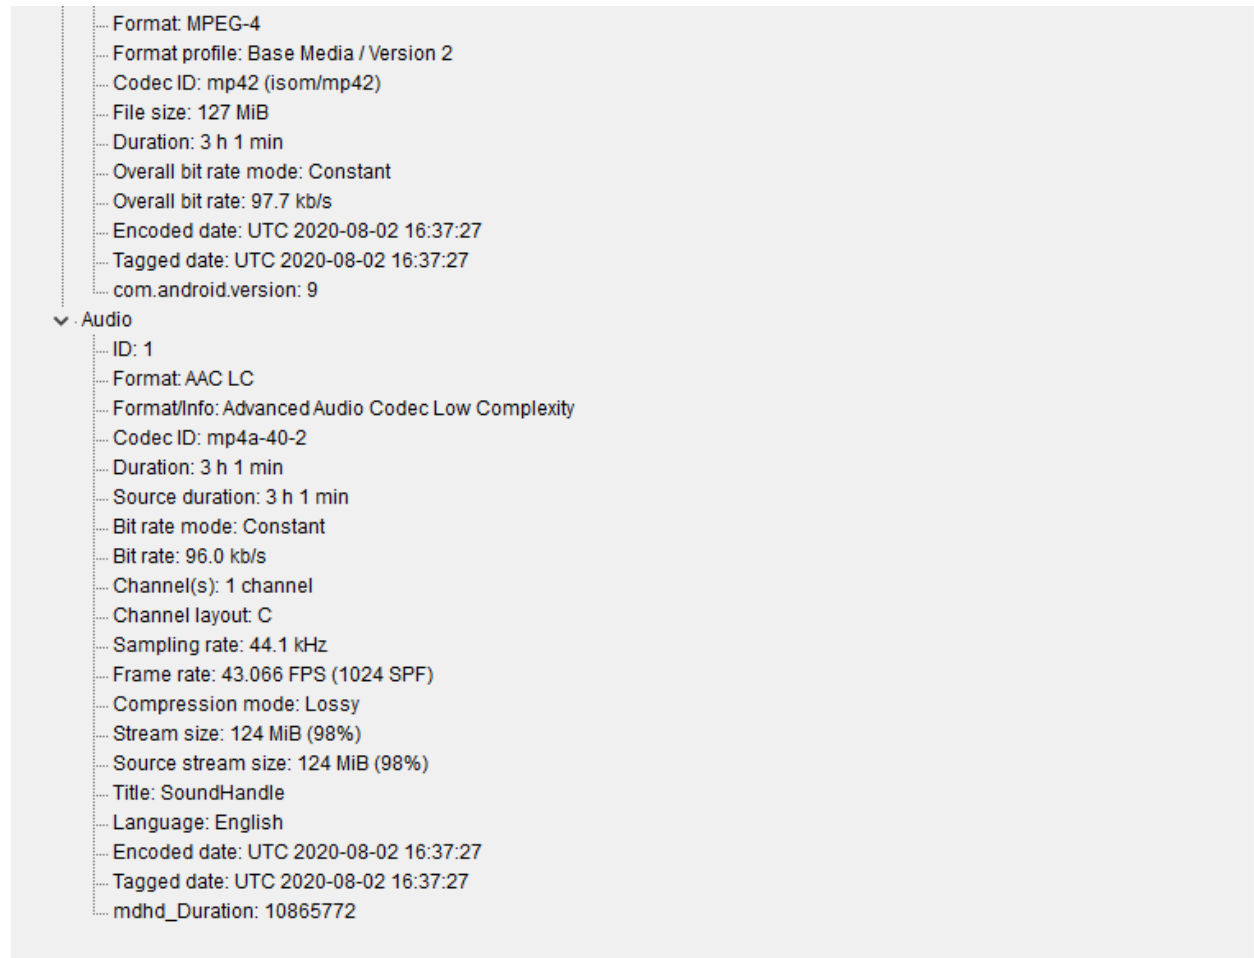 Format: MPEG-4
Format profile: Base Media / Version 2
Codec ID: mp42 (isom/mp42)
File size: 127 MiB
Duration: 3 h 1 min
Overall bit rate mode: Constant
Overall bit rate: 97.7 kb/s
Encoded date: UTC 2020-08-02 16:37:27
Tagged date: UTC 2020-08-02 16:37:27
com.android.version: 9
Audio
ID: 1
Format: AAC LC
Format/Info: Advanced Audio Codec Low Complexity
Codec ID: mp4a-40-2
Duration: 3 h 1 min
Source duration: 3 h 1 min
Bit rate mode: Constant
Bit rate: 96.0 kb/s
Channel(s): 1 channel
Channel layout: C
Sampling rate: 44.1 kHz
Frame rate: 43.066 FPS (1024 SPF)
Compression mode: Lossy
Stream size: 124 MiB (98%)
Source stream size: 124 MiB (98%)
Title: SoundHandle
Language: English
Encoded date: UTC 2020-08-02 16:37:27
Tagged date: UTC 2020-08-02 16:37:27
mdhd_Duration: 10865772